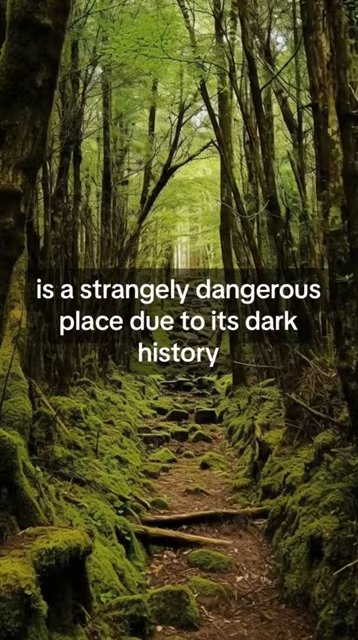 is a strangely dangerous
place due to its dark
history